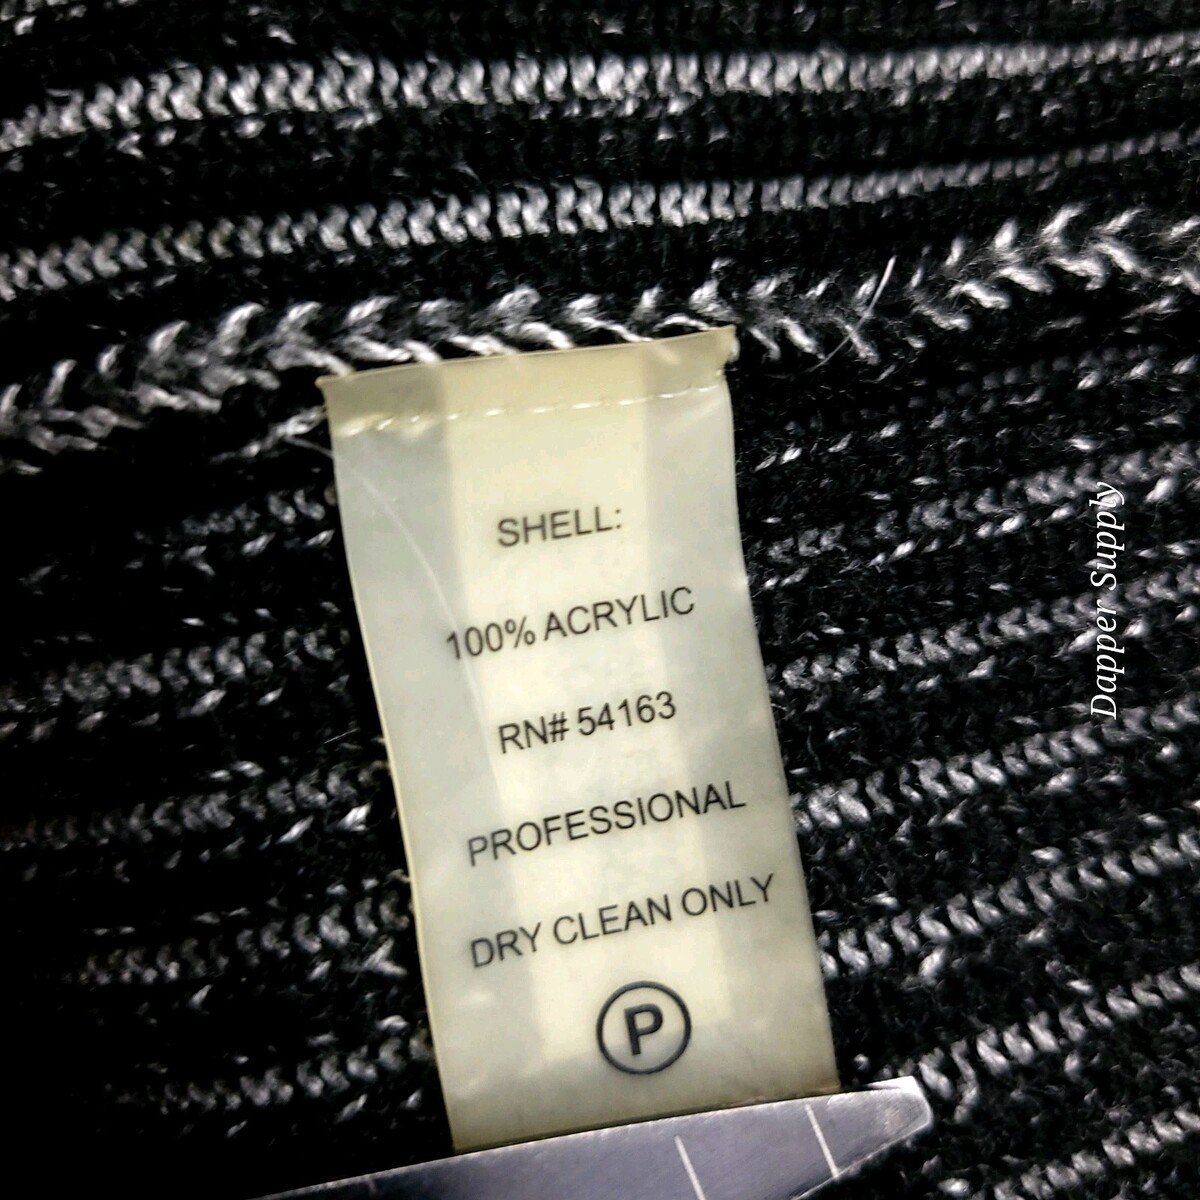 SHELL:
100% ACRYLIC
RN# 54163
PROFESSIONAL
DRY CLEAN ONLY
P
Dapper Supply